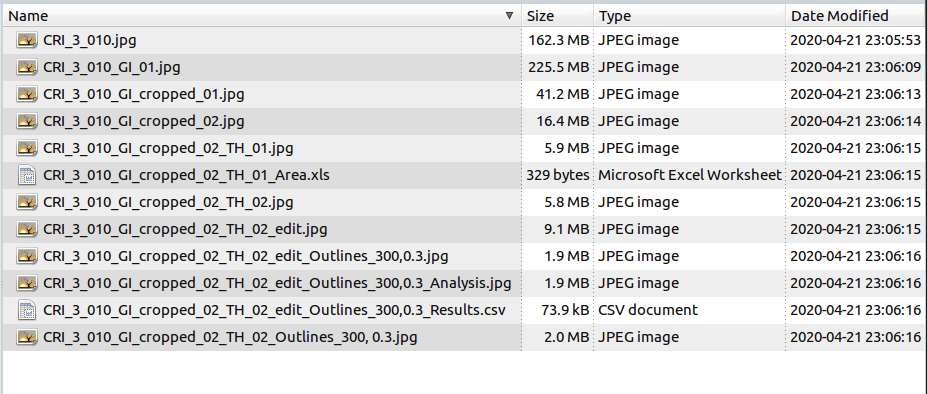 Name Size Type Date Modified
CRI_3_010.jpg 162.3 MB JPEG image 2020-04-21 23:05:53
CRI_3_010_GI_01.jpg 225.5 MB JPEG image 2020-04-21 23:06:09
CRI_3_010_GI_cropped_01.jpg 41.2 MB JPEG image 2020-04-21 23:06:13
CRI_3_010_GI_cropped_02.jpg 16.4 MB JPEG image 2020-04-21 23:06:14
CRI_3_010_GI_cropped_02_TH_01.jpg 5.9 MB JPEG image 2020-04-21 23:06:15
CRI_3_010_GI_cropped_02_TH_01_Area.xls 329 bytes Microsoft Excel Worksheet 2020-04-21 23:06:15
CRI_3_010_GI_cropped_02_TH_02.jpg 5.8 MB JPEG image 2020-04-21 23:06:15
CRI_3_010_GI_cropped_02_TH_02_edit.jpg 9.1 MB JPEG image 2020-04-21 23:06:15
CRI_3_010_GI_cropped_02_TH_02_edit_Outlines_300,0.3.jpg 1.9 MB JPEG image 2020-04-21 23:06:16
CRI_3_010_GI_cropped_02_TH_02_edit_Outlines_300,0.3_Analysis.jpg 1.9 MB JPEG image 2020-04-21 23:06:16
CRI_3_010_GI_cropped_02_TH_02_edit_Outlines_300,0.3_Results.csv 73.9 kB CSV document 2020-04-21 23:06:16
CRI_3_010_GI_cropped_02_TH_02_Outlines_300, 0.3.jpg 2.0 MB JPEG image 2020-04-21 23:06:16